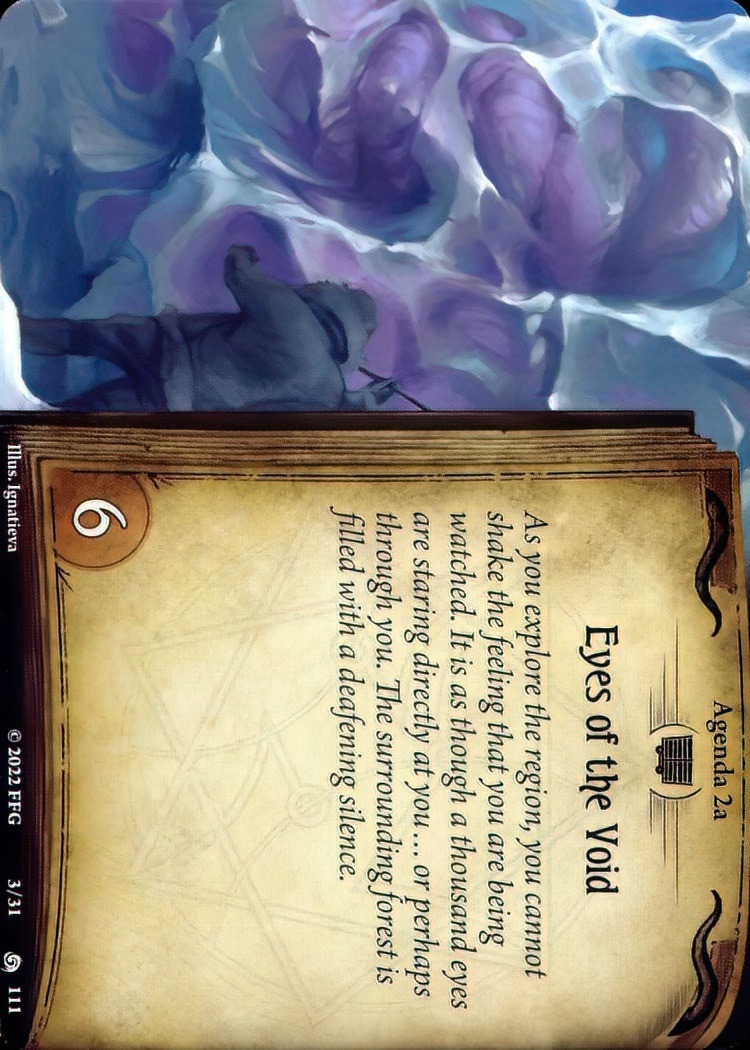 Agenda 2a
Eyes of the Void
As you explore the region, you cannot
shake the feeling that you are being
watched. It is as though a thousand eyes
are staring directly at you… or perhaps
through you. The surrounding forest is
filled with a deafening silence.
6
Illus. Ignatieva © 2022 FFG 3/31 111